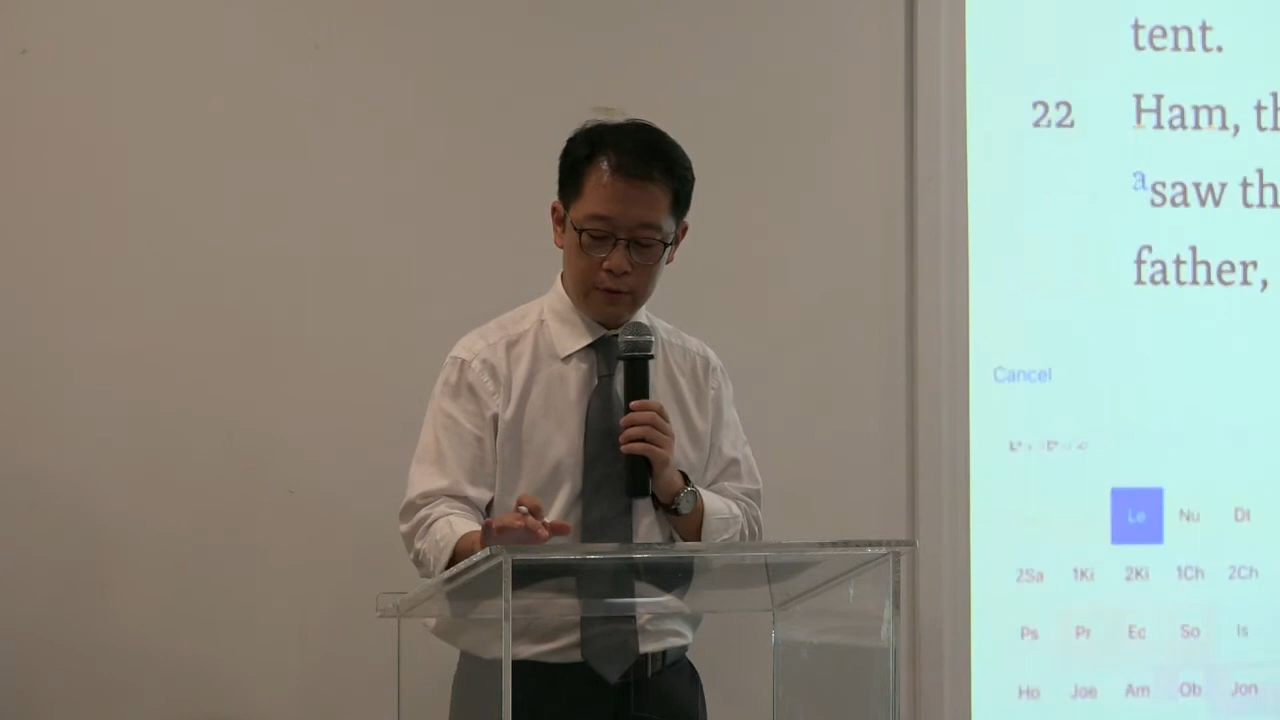 tent.
22 Ham, th
a saw th
father,
Cancel
Le Nu Dt
2Sa 1Ki 2Ki 1Ch 2Ch
Ps Pr Ec So Is
Ho Joe Am Ob Jon